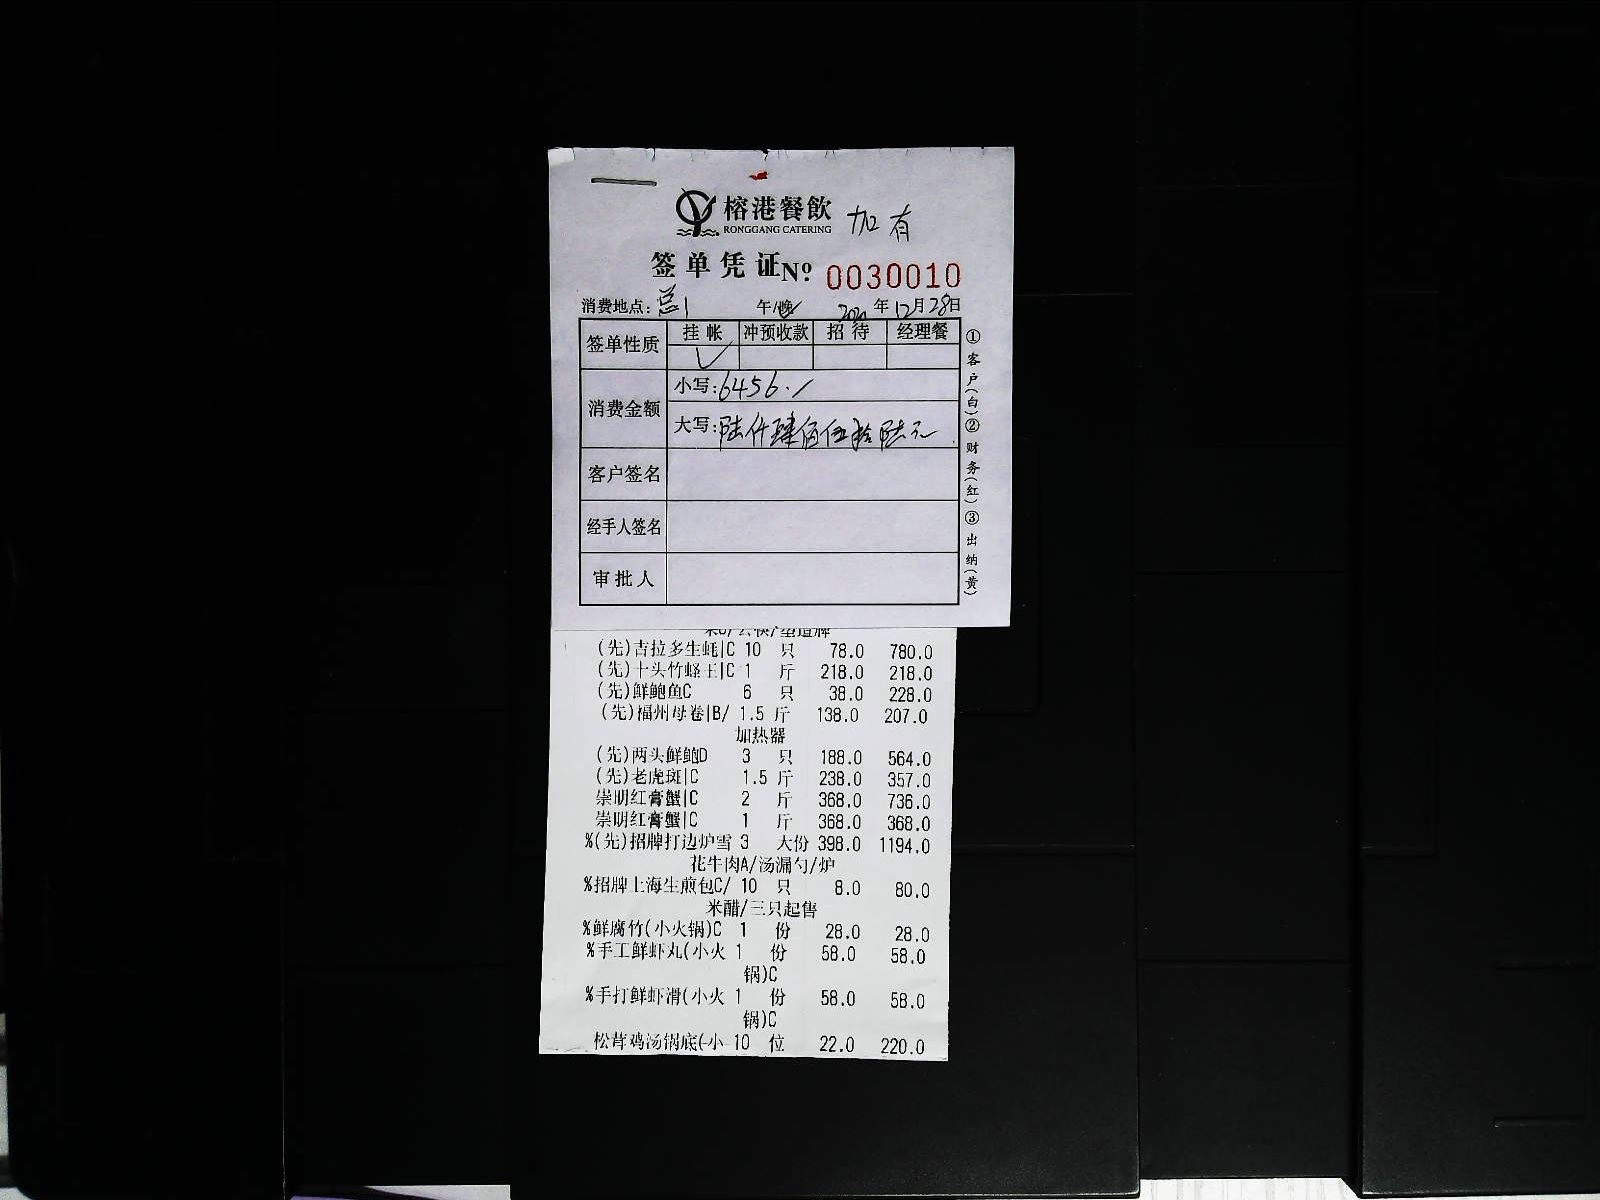 榕港餐飲
RONGGANG CATERING
加有
签单凭证 Nº 0030010
消费地点: 总1 午/晚 年12月28日
签单性质 挂帐 冲预收款 招待 经理餐
✓
消费金额 小写:6456.
大写:陆仟肆佰伍拾陆元
客户签名
经手人签名
审批人
①客户(白)②财务(红)③出纳(黄)
(先)吉拉多生蚝|C 10 只 78.0 780.0
(先)十头竹蛏王|C 1 斤 218.0 218.0
(先)鲜鲍鱼C 6 只 38.0 228.0
(先)福州母卷|B/ 1.5 斤 138.0 207.0
加热器
(先)两头鲜鲍D 3 只 188.0 564.0
(先)老虎斑|C 1.5 斤 238.0 357.0
崇明红膏蟹|C 2 斤 368.0 736.0
崇明红膏蟹|C 1 斤 368.0 368.0
%(先)招牌打边炉雪 3 大份 398.0 1194.0
花牛肉A/汤漏勺/炉
%招牌上海生煎包C/ 10 只 8.0 80.0
米醋/三只起售
%鲜腐竹(小火锅)C 1 份 28.0 28.0
%手工鲜虾丸(小火 1 份 58.0 58.0
锅)C
%手打鲜虾滑(小火 1 份 58.0 58.0
锅)C
松茸鸡汤锅底(小 10 位 22.0 220.0